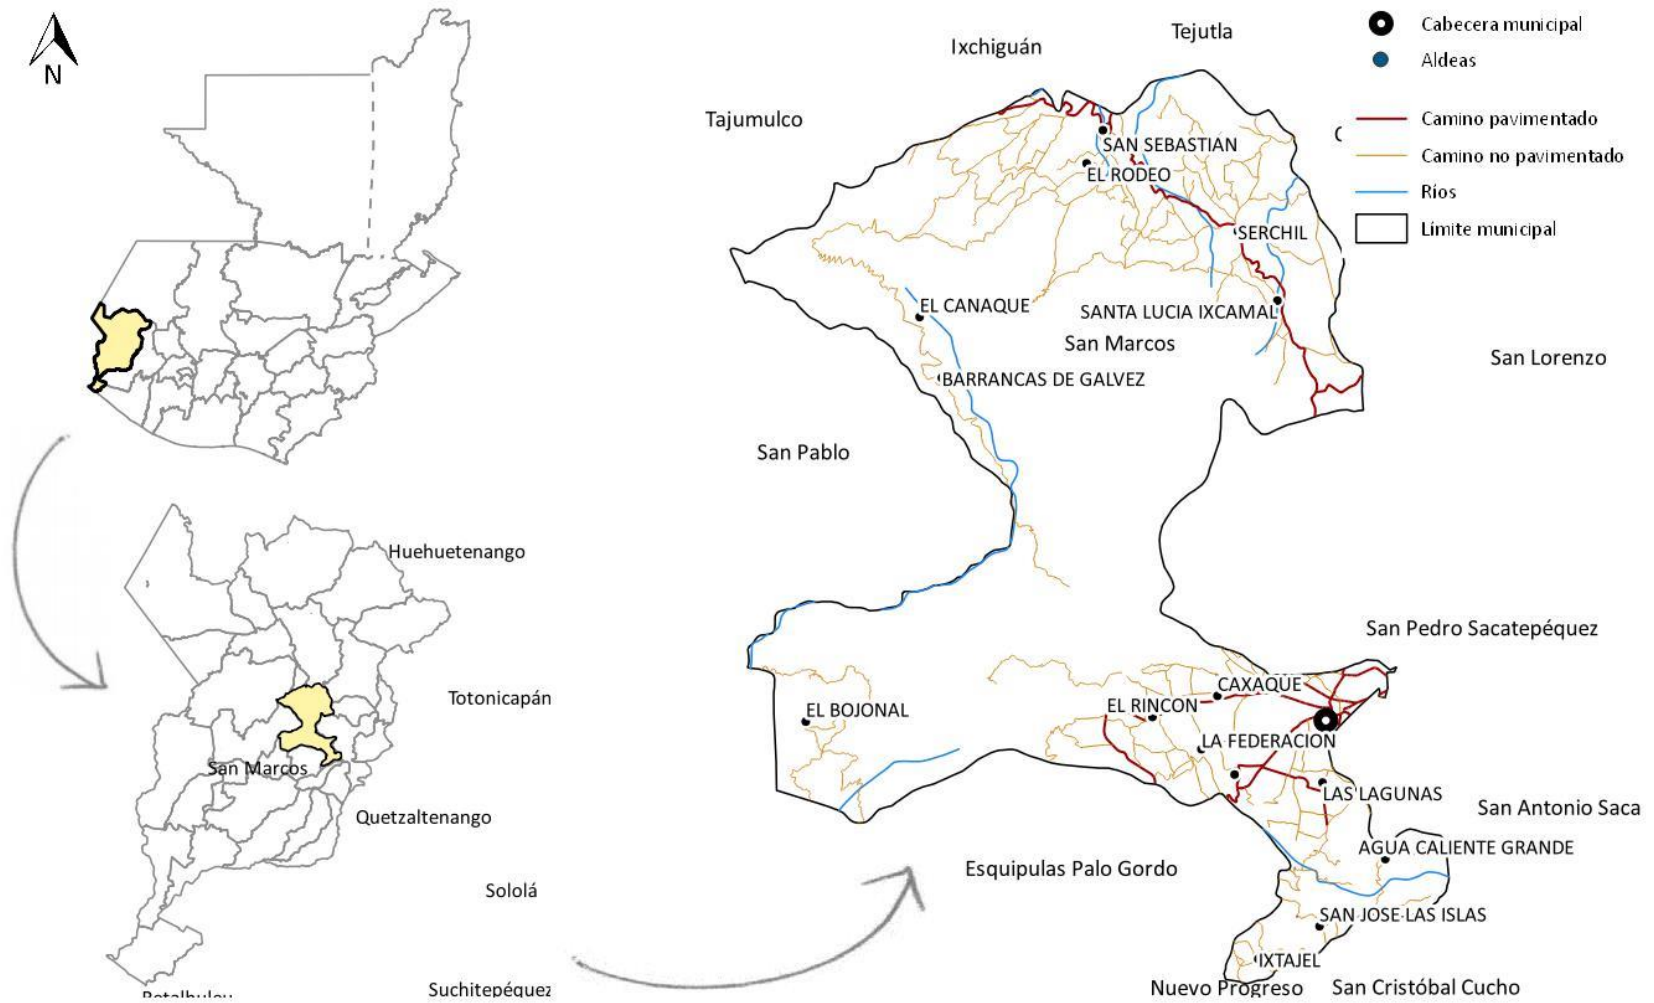 N
Ixchiguán
Tejutla
Tajumulco
Cabecera municipal
Aldeas
Camino pavimentado
Camino no pavimentado
Ríos
Límite municipal
SAN SEBASTIAN
EL RODEO
SERCHIL
EL CANAQUE
SANTA LUCIA IXCAMAL
San Marcos
BARRANCAS DE GALVEZ
San Lorenzo
San Pablo
Huehuetenango
Totonicapán
San Marcos
Quetzaltenango
Sololá
Suchitepéquez
San Pedro Sacatepéquez
CAXAQUE
EL RINCON
EL BOJONAL
LA FEDERACION
LAS LAGUNAS
San Antonio Saca
AGUA CALIENTE GRANDE
Esquipulas Palo Gordo
SAN JOSE LAS ISLAS
IXTAJEL
Nuevo Progreso
San Cristóbal Cucho